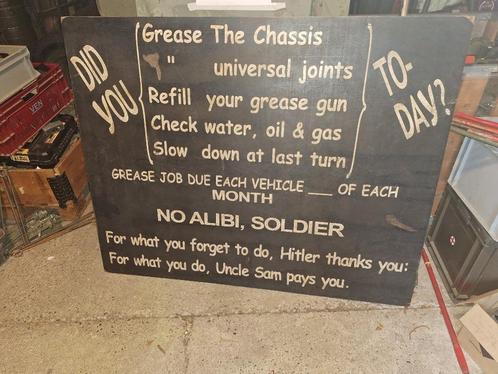 DID YOU
Grease The Chassis
" universal joints
Refill your grease gun
Check water, oil & gas
Slow down at last turn
TO-DAY?
GREASE JOB DUE EACH VEHICLE ___ OF EACH
MONTH
NO ALIBI, SOLDIER
For what you forget to do, Hitler thanks you:
For what you do, Uncle Sam pays you.